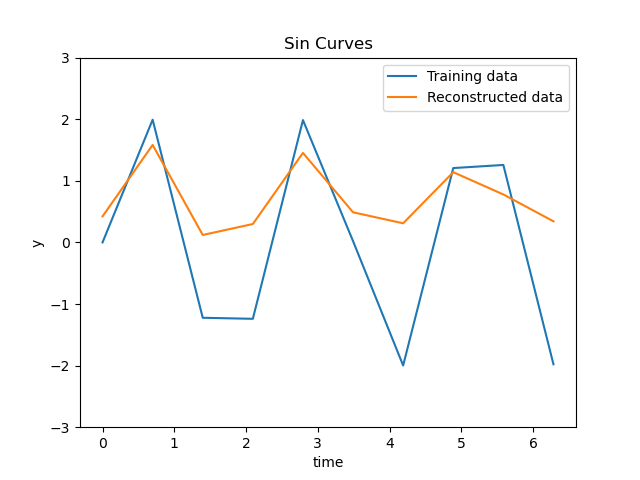 Sin Curves
Training data
Reconstructed data
3
2
1
0
−1
−2
−3
y
0 1 2 3 4 5 6
time